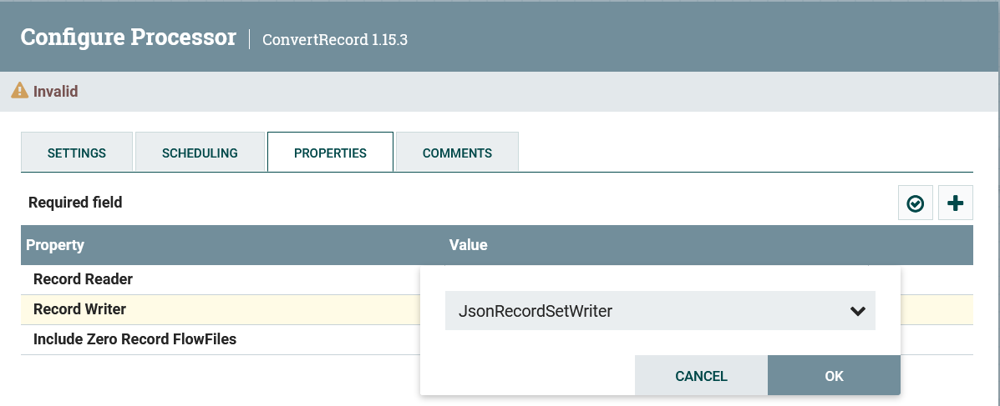 Configure Processor | ConvertRecord 1.15.3
Invalid
SETTINGS SCHEDULING PROPERTIES COMMENTS
Required field
Property Value
Record Reader
Record Writer JsonRecordSetWriter
Include Zero Record FlowFiles
CANCEL OK